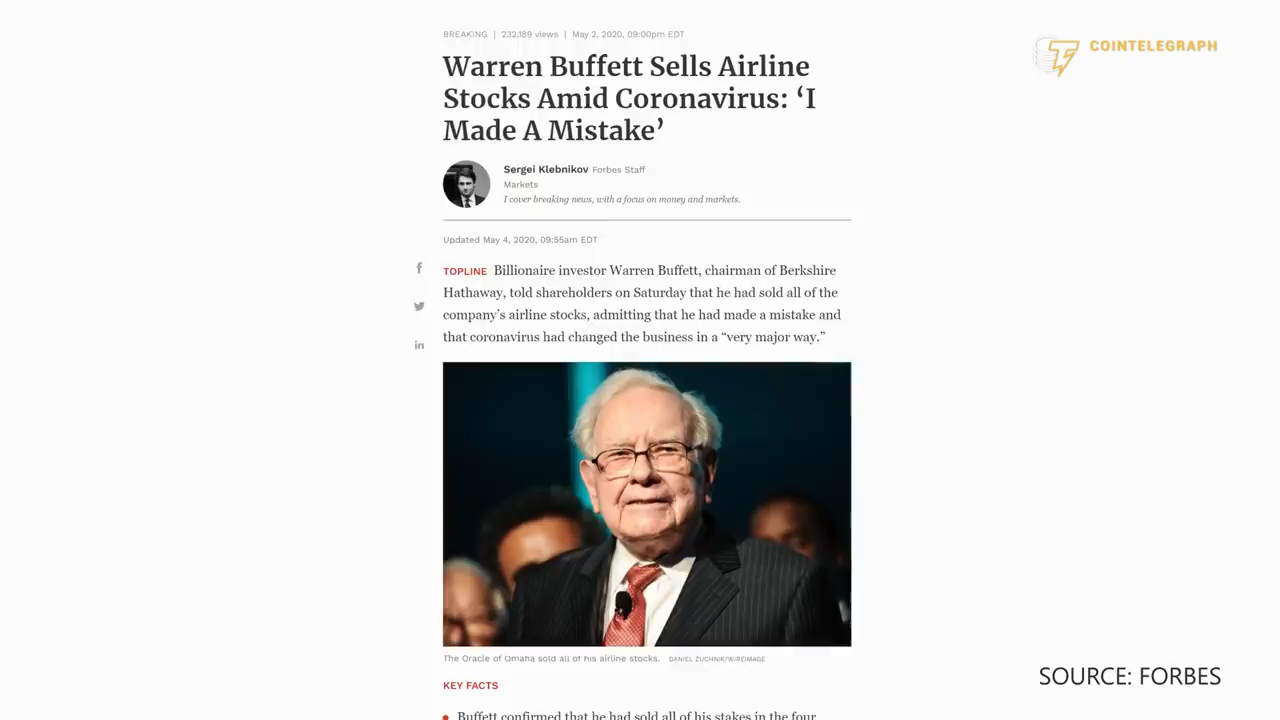 BREAKING | 232,189 views | May 2, 2020, 09:00pm EDT
COINTELEGRAPH
Warren Buffett Sells Airline
Stocks Amid Coronavirus: ‘I
Made A Mistake’
Sergei Klebnikov Forbes Staff
Markets
I cover breaking news, with a focus on money and markets.
Updated May 4, 2020, 09:55am EDT
TOPLINE Billionaire investor Warren Buffett, chairman of Berkshire
Hathaway, told shareholders on Saturday that he had sold all of the
company’s airline stocks, admitting that he had made a mistake and
that coronavirus had changed the business in a “very major way.”
The Oracle of Omaha sold all of his airline stocks. DANIEL ZUCHNIK/WIREIMAGE
SOURCE: FORBES
KEY FACTS
Buffett confirmed that he had sold all of his stakes in the four